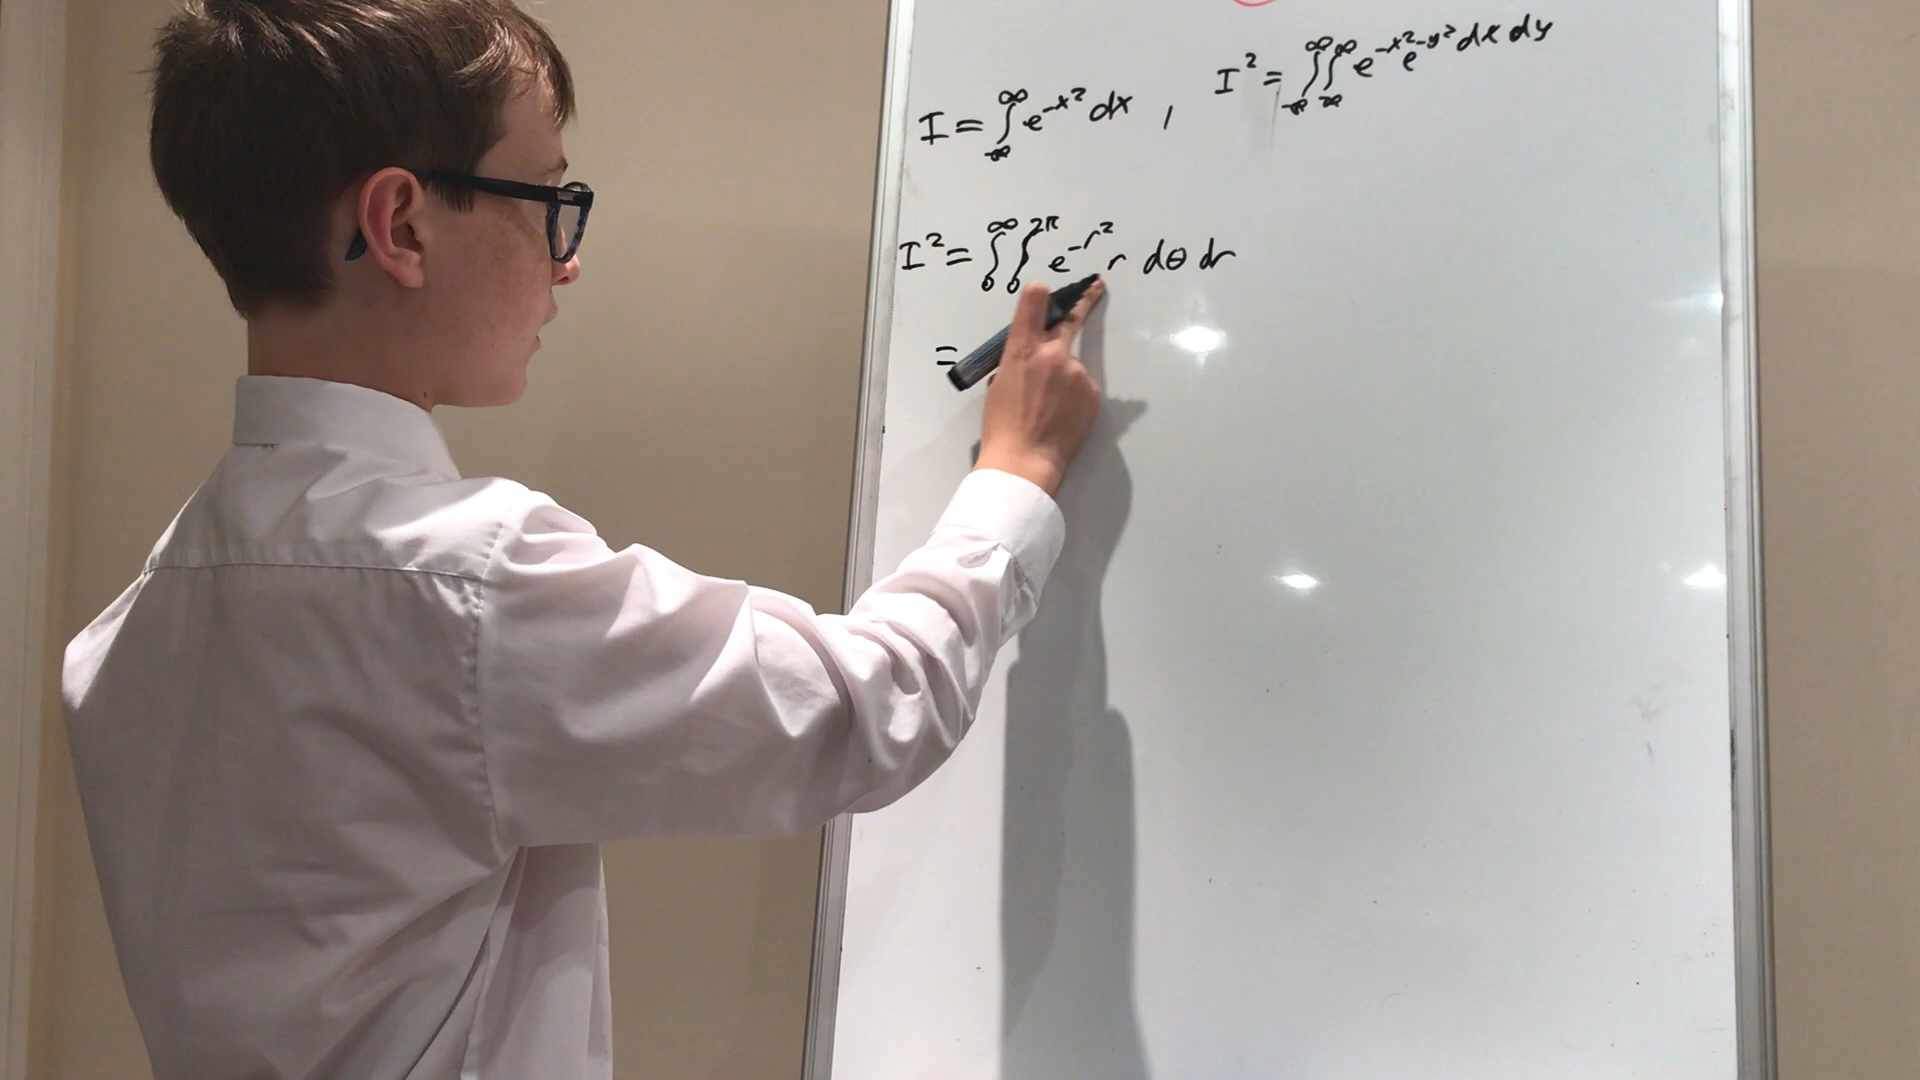 I = ∫_{-∞}^{∞} e^{-x²} dx , I² = ∫_{-∞}^{∞} ∫_{-∞}^{∞} e^{-x²} e^{-y²} dx dy
I² = ∫_0^∞ ∫_0^{2π} e^{-r²} r dθ dr
=